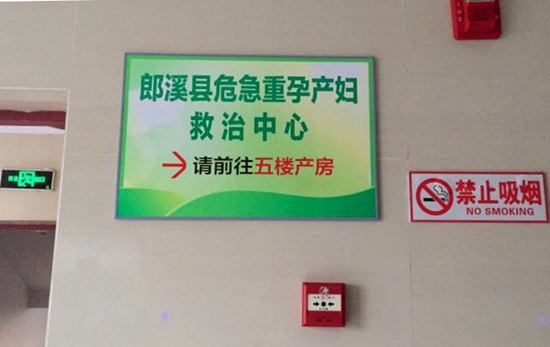 郎溪县危急重孕产妇
救治中心
请前往五楼产房
禁止吸烟
NO SMOKING